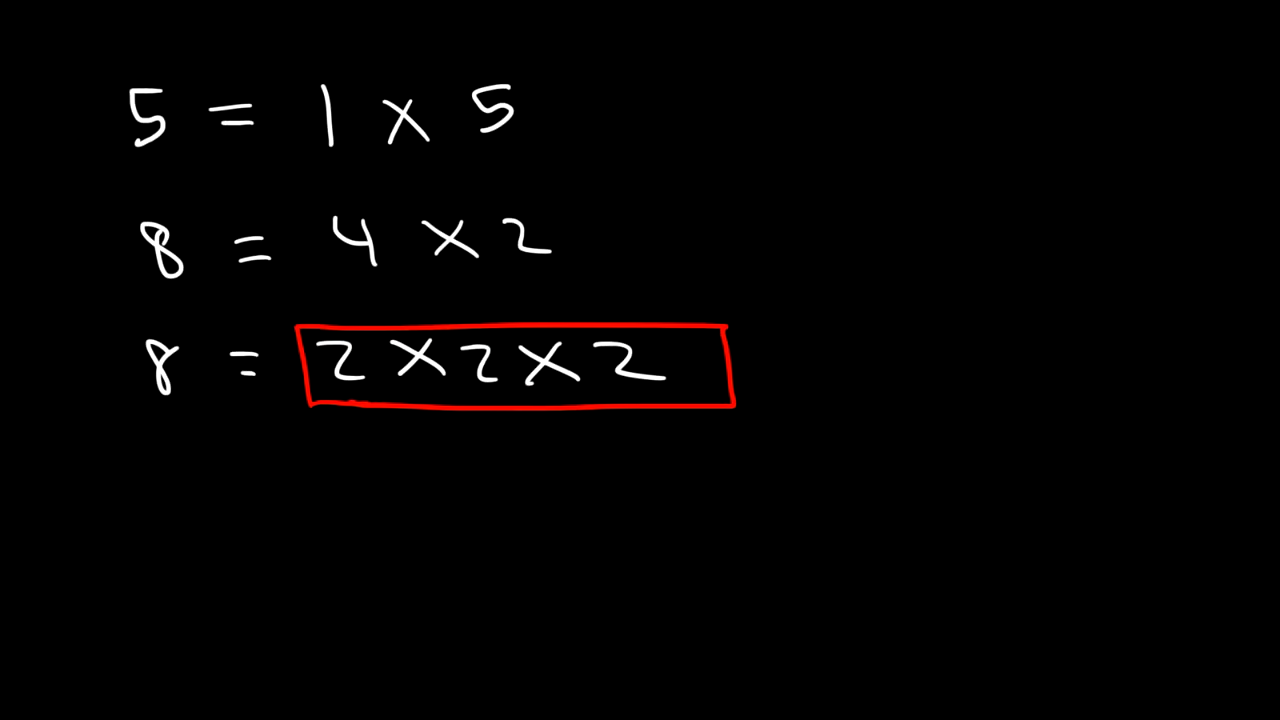 5 = 1 × 5
8 = 4 × 2
8 = 2 × 2 × 2